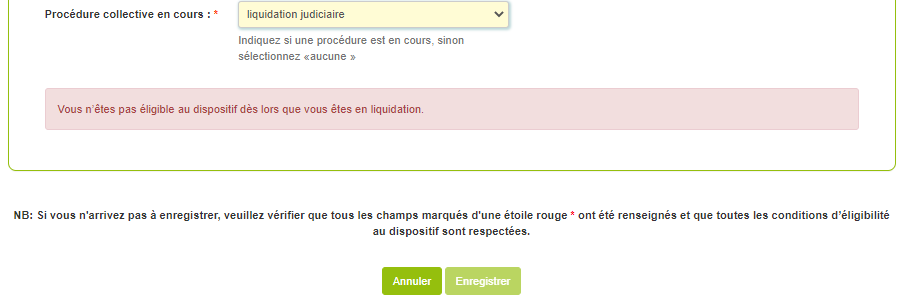 Procédure collective en cours : * liquidation judiciaire
Indiquez si une procédure est en cours, sinon
sélectionnez «aucune »
Vous n'êtes pas éligible au dispositif dès lors que vous êtes en liquidation.
NB: Si vous n'arrivez pas à enregistrer, veuillez vérifier que tous les champs marqués d'une étoile rouge * ont été renseignés et que toutes les conditions d'éligibilité
au dispositif sont respectées.
Annuler Enregistrer